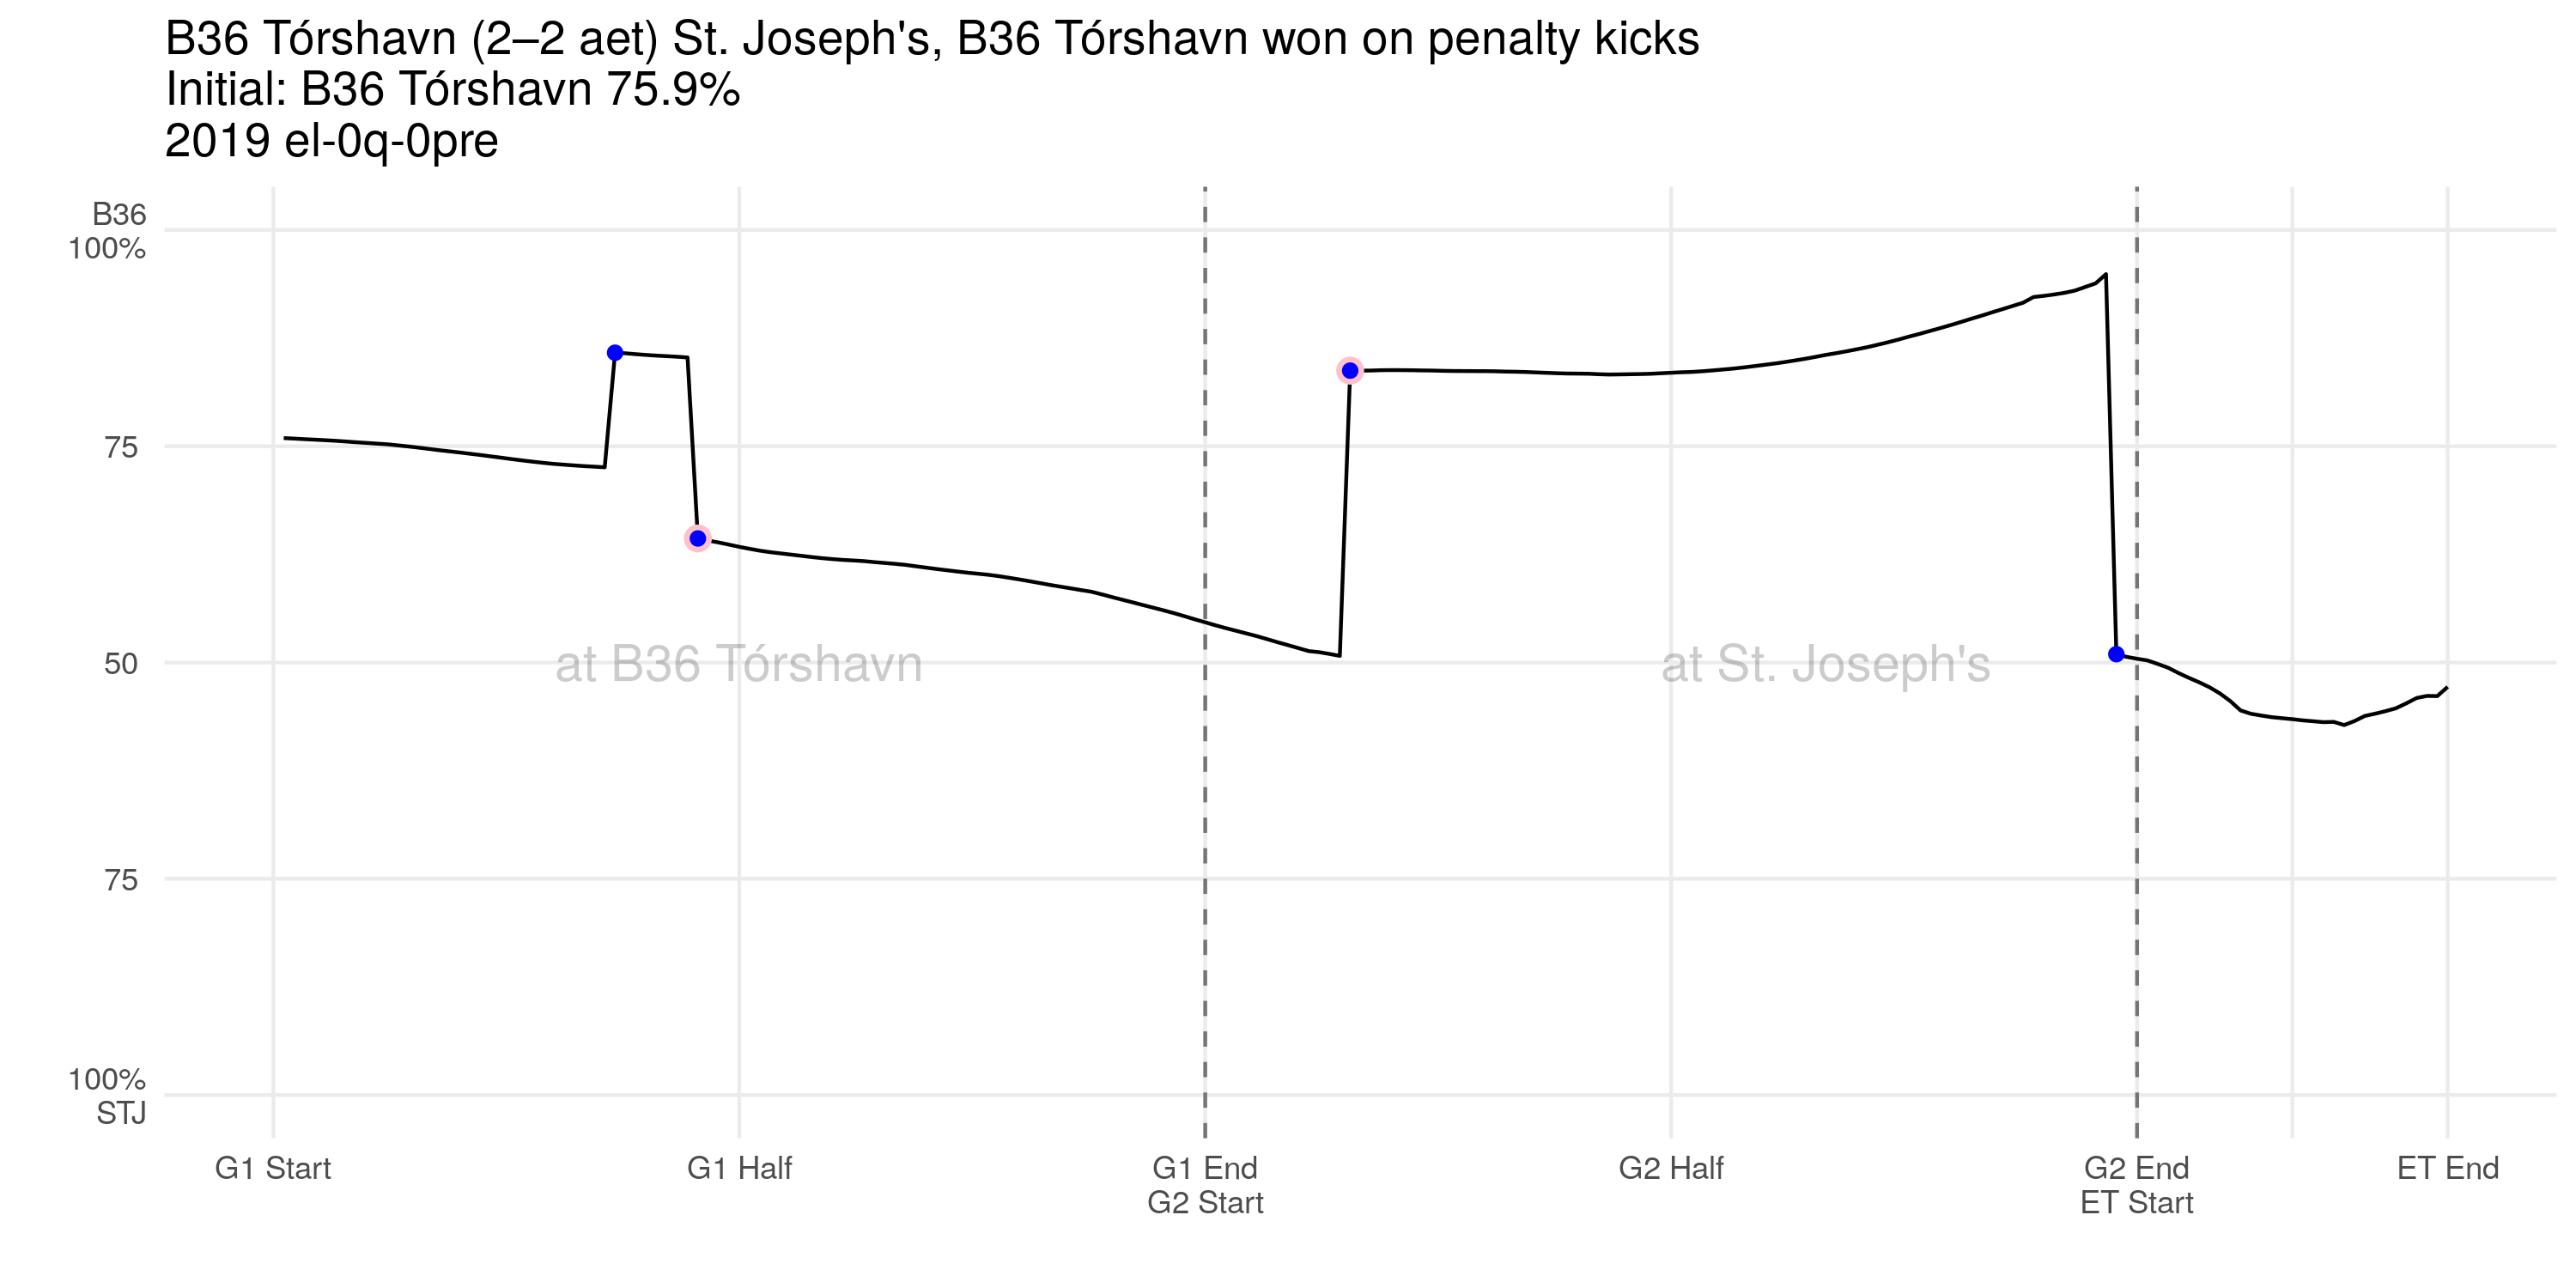 B36 Tórshavn (2–2 aet) St. Joseph's, B36 Tórshavn won on penalty kicks
Initial: B36 Tórshavn 75.9%
2019 el-0q-0pre
B36
100%
75
50
75
100%
STJ
at B36 Tórshavn
at St. Joseph's
G1 Start
G1 Half
G1 End
G2 Start
G2 Half
G2 End
ET Start
ET End